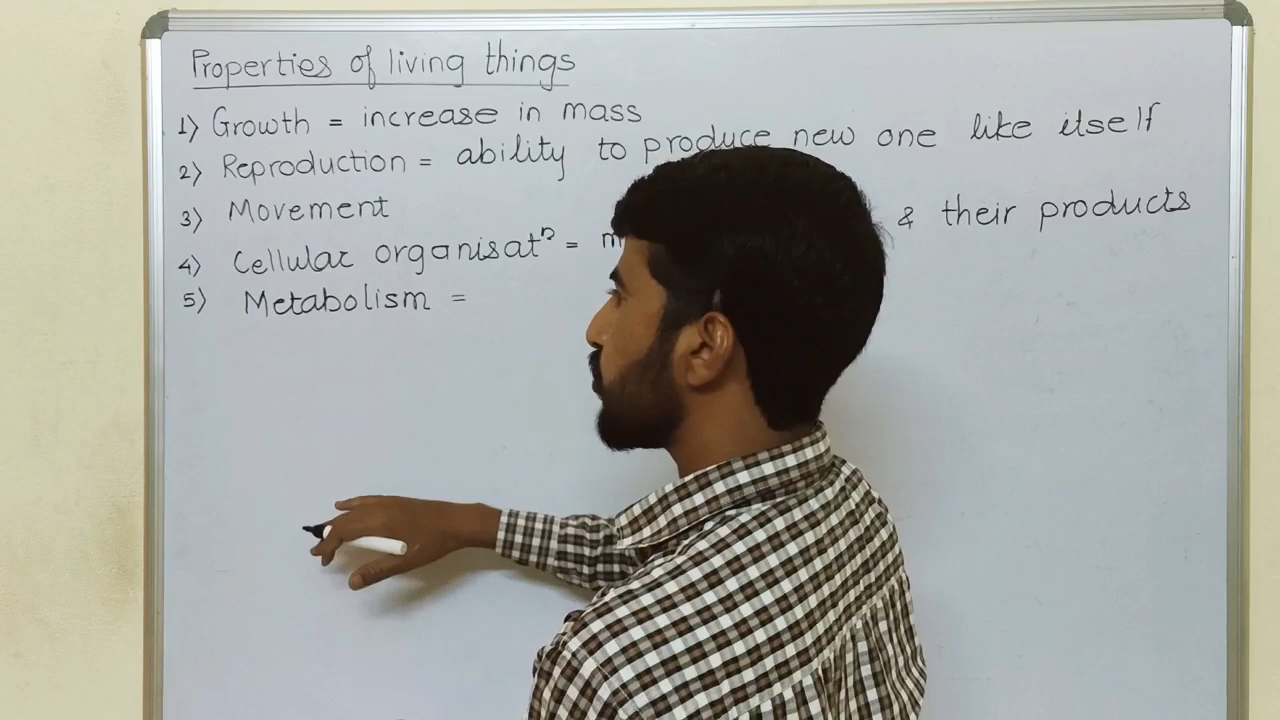 Properties of living things
1) Growth = increase in mass
2) Reproduction = ability to produce new one like itself
3) Movement
4) Cellular organisatⁿ = & their products
5) Metabolism =